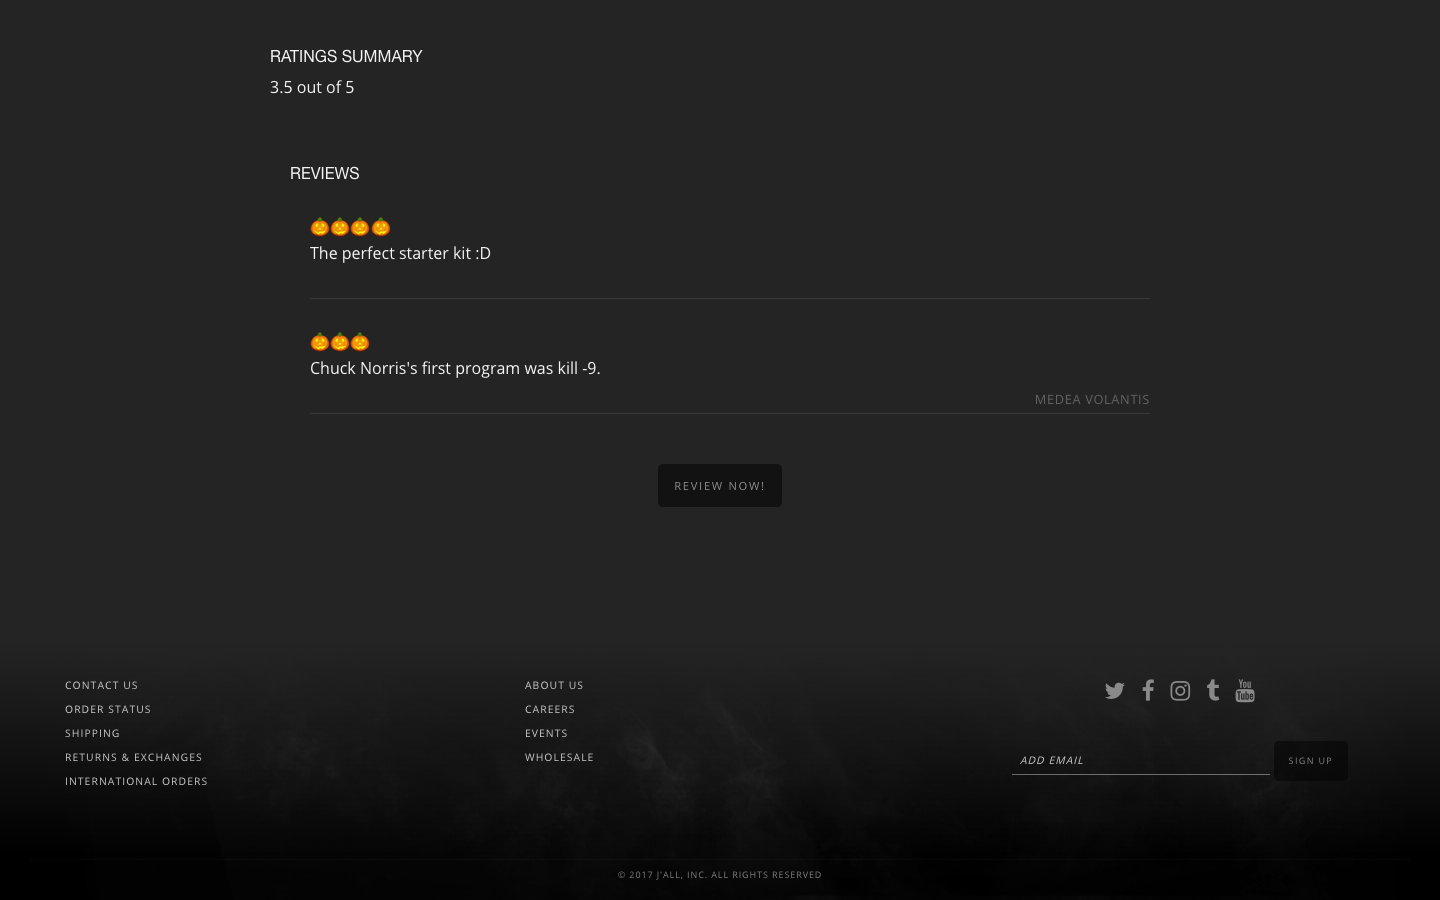 RATINGS SUMMARY
3.5 out of 5
REVIEWS
The perfect starter kit :D
Chuck Norris's first program was kill -9.
MEDEA VOLANTIS
REVIEW NOW!
CONTACT US
ORDER STATUS
SHIPPING
RETURNS & EXCHANGES
INTERNATIONAL ORDERS
ABOUT US
CAREERS
EVENTS
WHOLESALE
You
Tube
ADD EMAIL
SIGN UP
© 2017 J'ALL, INC. ALL RIGHTS RESERVED